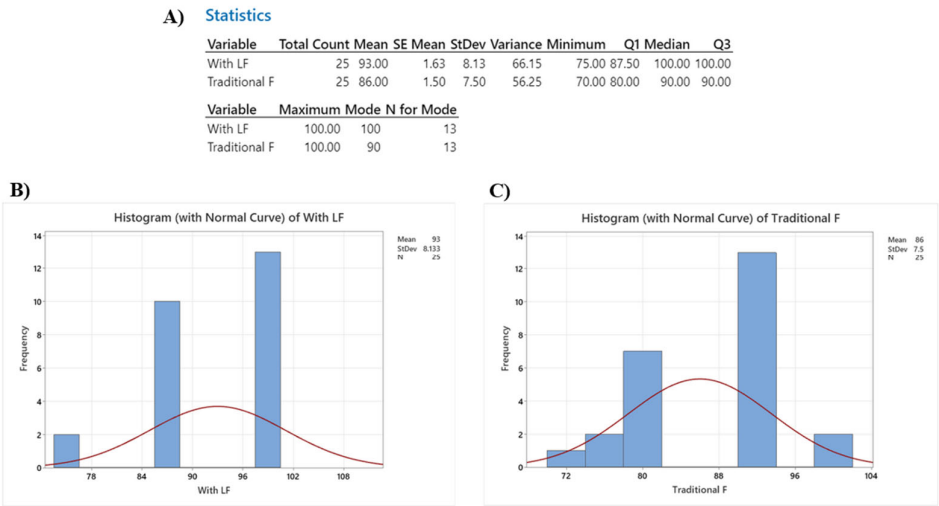 A) Statistics
Variable Total Count Mean SE Mean StDev Variance Minimum Q1 Median Q3
With LF 25 93.00 1.63 8.13 66.15 75.00 87.50 100.00 100.00
Traditional F 25 86.00 1.50 7.50 56.25 70.00 80.00 90.00 90.00
Variable Maximum Mode N for Mode
With LF 100.00 100 13
Traditional F 100.00 90 13
B)
Histogram (with Normal Curve) of With LF
Mean 93
StDev 8.133
N 25
Frequency
14
12
10
8
6
4
2
0
78 84 90 96 102 108
With LF
C)
Histogram (with Normal Curve) of Traditional F
Mean 86
StDev 7.5
N 25
Frequency
14
12
10
8
6
4
2
0
72 80 88 96 104
Traditional F